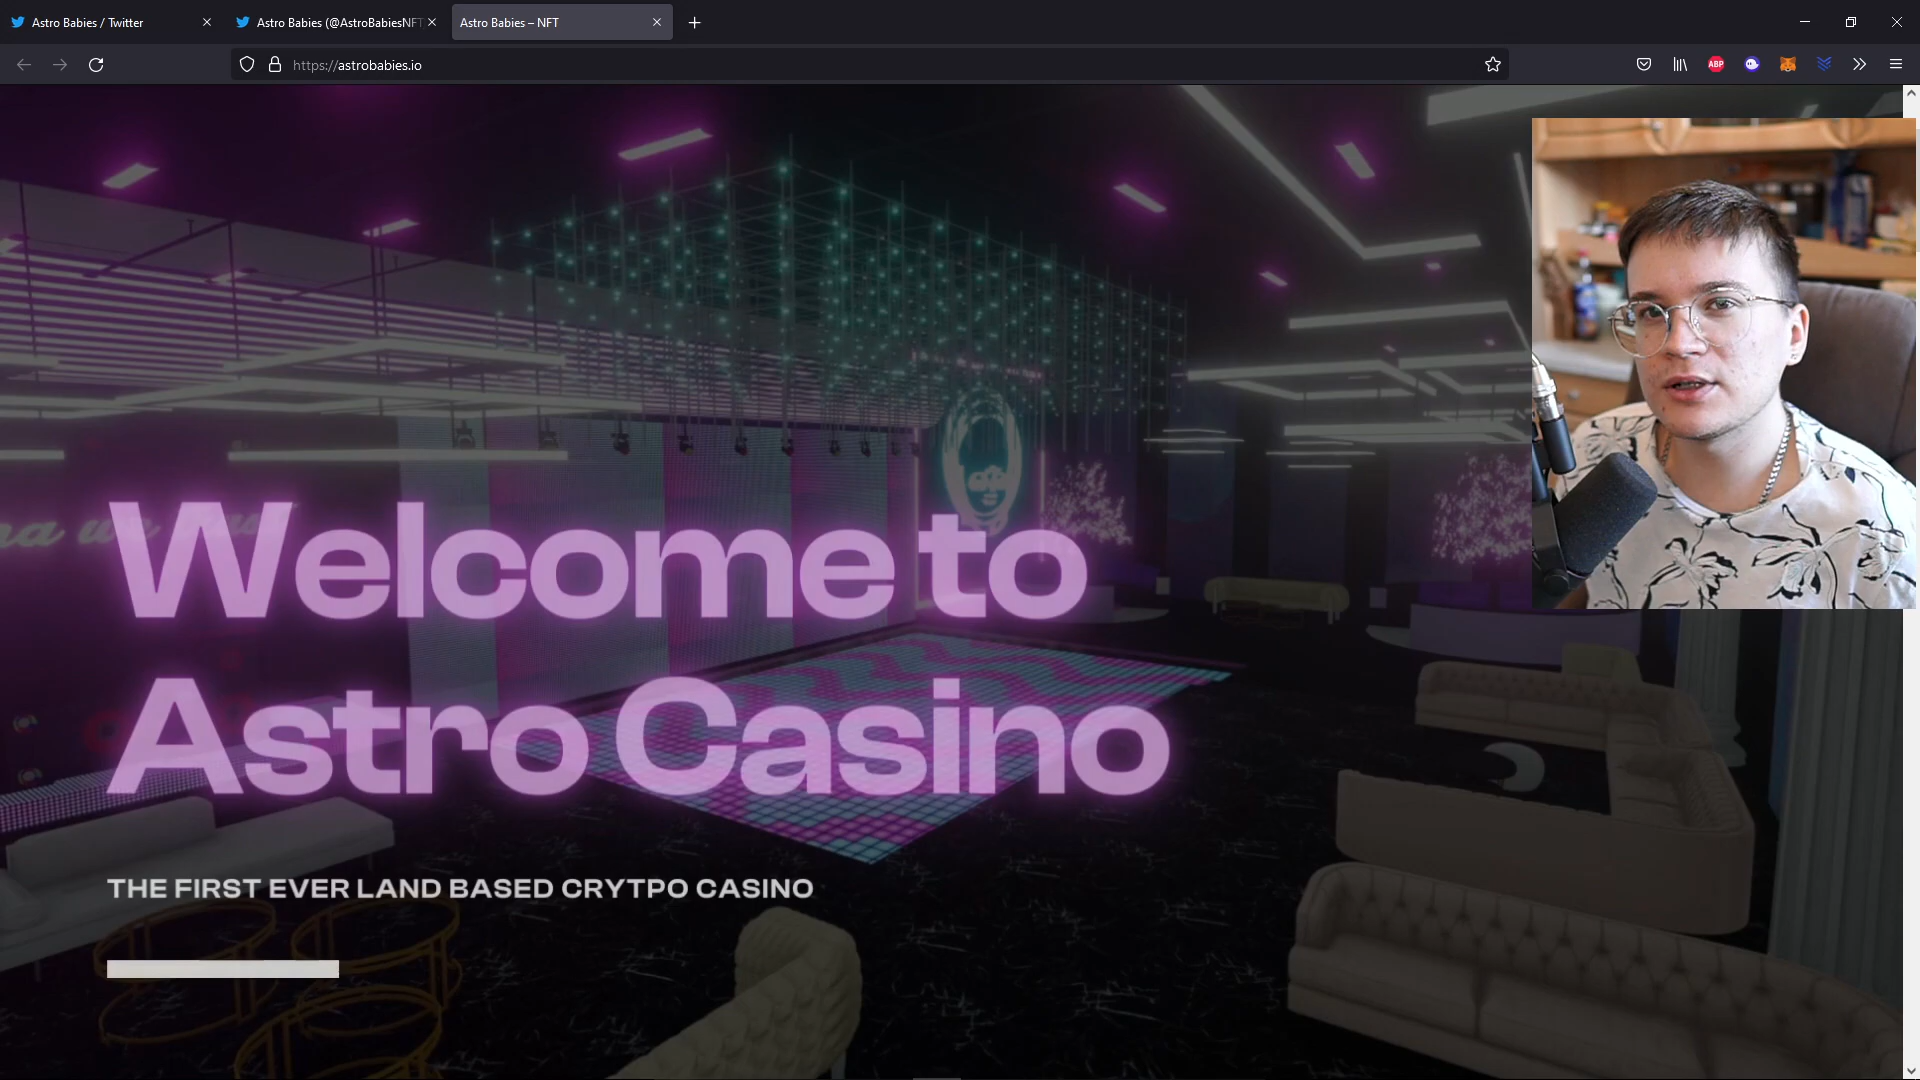 Astro Babies / Twitter
Astro Babies (@AstroBabiesNFT
Astro Babies – NFT
https://astrobabies.io
ABP
Welcome to
Astro Casino
THE FIRST EVER LAND BASED CRYTPO CASINO